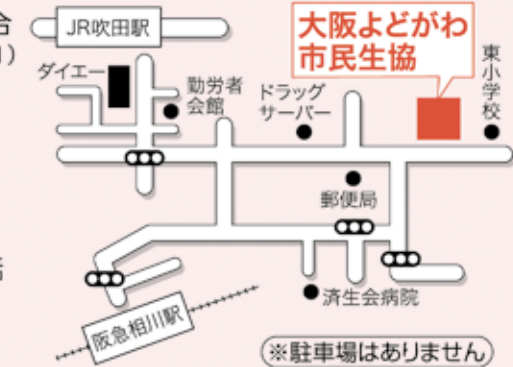 合
JR吹田駅
大阪よどがわ
市民生協
ダイエー
勤労者
会館
ドラッグ
サーバー
東小学校
郵便局
済生会病院
阪急相川駅
※駐車場はありません